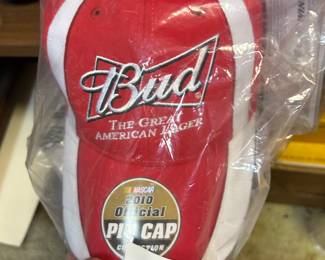 Bud
THE GREAT
AMERICAN LAGER
NASCAR
2010
Official
PIT CAP
COLLECTION